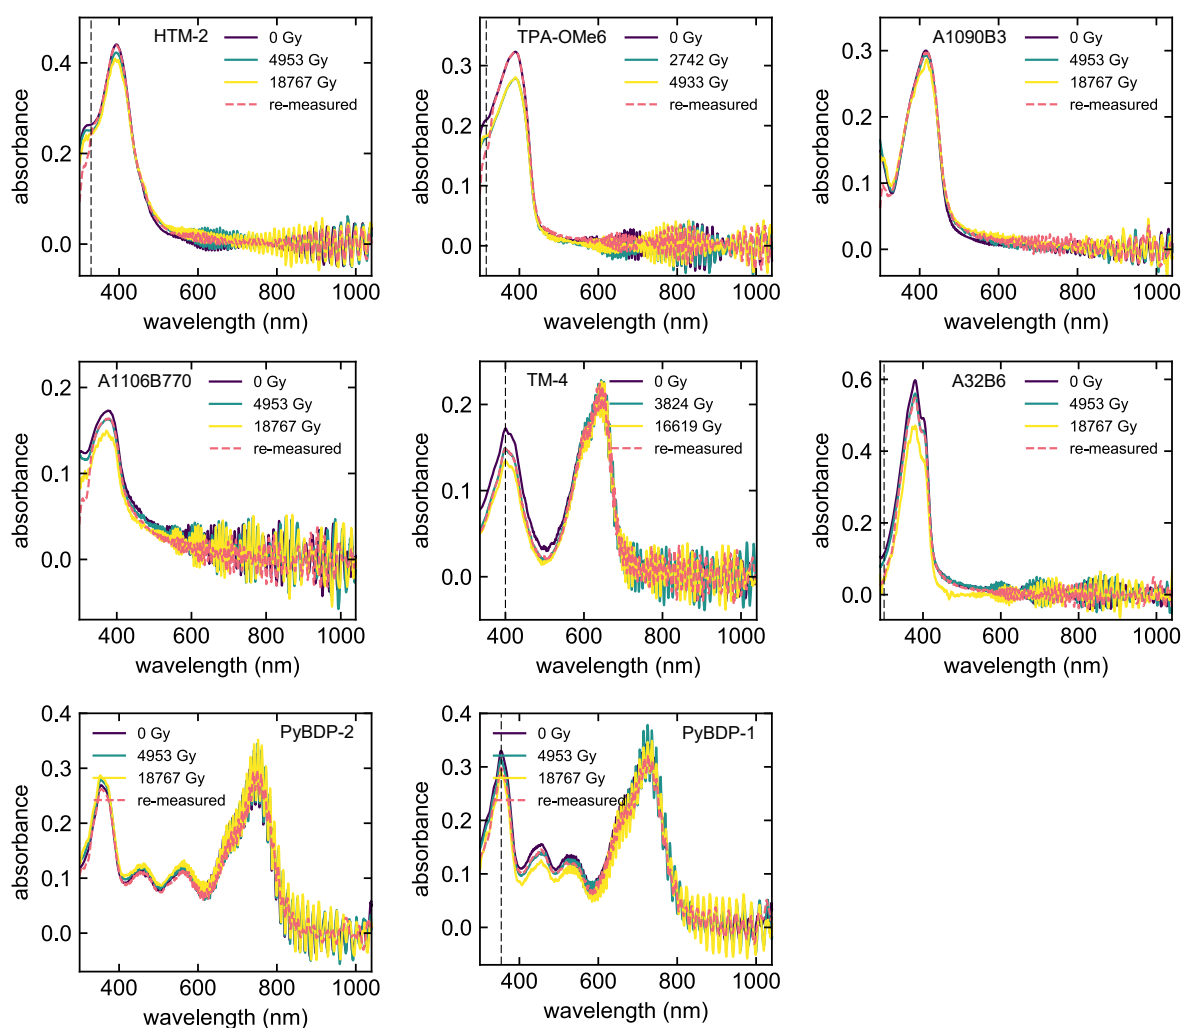 HTM-2
0 Gy
4953 Gy
18767 Gy
re-measured
absorbance
0.4
0.2
0.0
400 600 800 1000
wavelength (nm)
TPA-OMe6
0 Gy
2742 Gy
4933 Gy
re-measured
absorbance
0.3
0.2
0.1
0.0
400 600 800 1000
wavelength (nm)
A1090B3
0 Gy
4953 Gy
18767 Gy
re-measured
absorbance
0.3
0.2
0.1
0.0
400 600 800 1000
wavelength (nm)
A1106B770
0 Gy
4953 Gy
18767 Gy
re-measured
absorbance
0.2
0.1
0.0
400 600 800 1000
wavelength (nm)
TM-4
0 Gy
3824 Gy
16619 Gy
re-measured
absorbance
0.2
0.1
0.0
400 600 800 1000
wavelength (nm)
A32B6
0 Gy
4953 Gy
18767 Gy
re-measured
absorbance
0.6
0.4
0.2
0.0
400 600 800 1000
wavelength (nm)
PyBDP-2
0 Gy
4953 Gy
18767 Gy
re-measured
absorbance
0.4
0.3
0.2
0.1
0.0
400 600 800 1000
wavelength (nm)
PyBDP-1
0 Gy
4953 Gy
18767 Gy
re-measured
absorbance
0.4
0.3
0.2
0.1
0.0
400 600 800 1000
wavelength (nm)